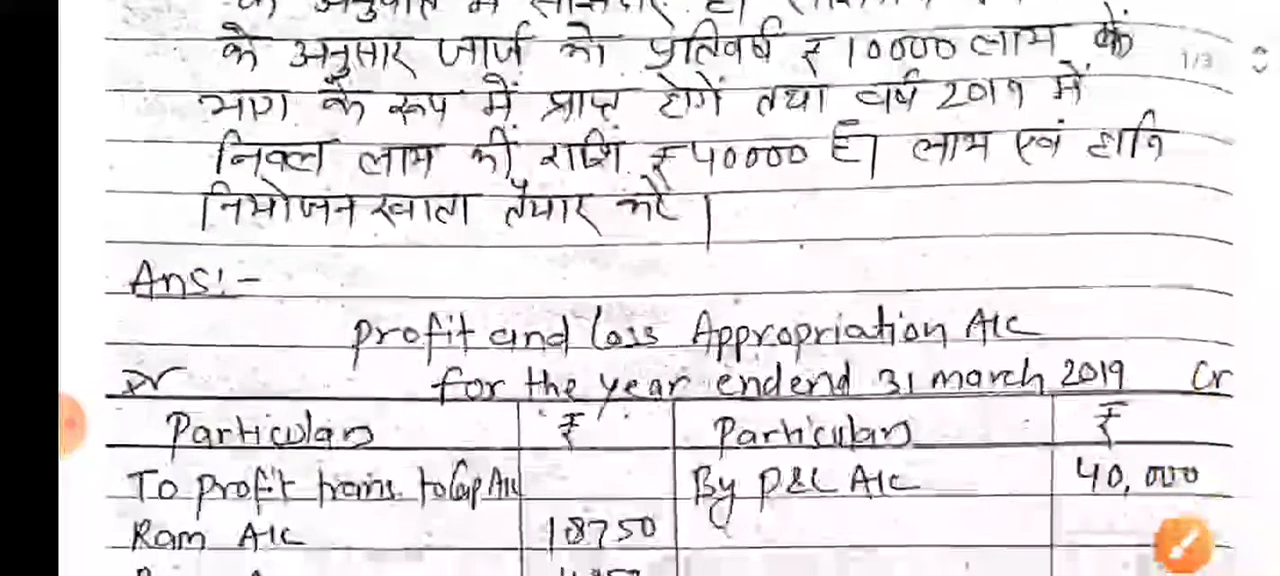 के अनुसार जार्ज को प्रतिवर्ष ₹ 10000 लाभ के
1/3
भाग के रूप में प्राप्त होगें तथा वर्ष 2019 में
निवल लाभ की राशि ₹ 40000 है। लाभ एवं हानि
नियोजन खाता तैयार करें।
Ans:-
Profit and Loss Appropriation A/C
Dr for the year endend 31 march 2019 Cr
Particulars ₹ Particulars ₹
To profit trans. to Cap A/c By P&L A/C 40,000
Ram A/C 18750